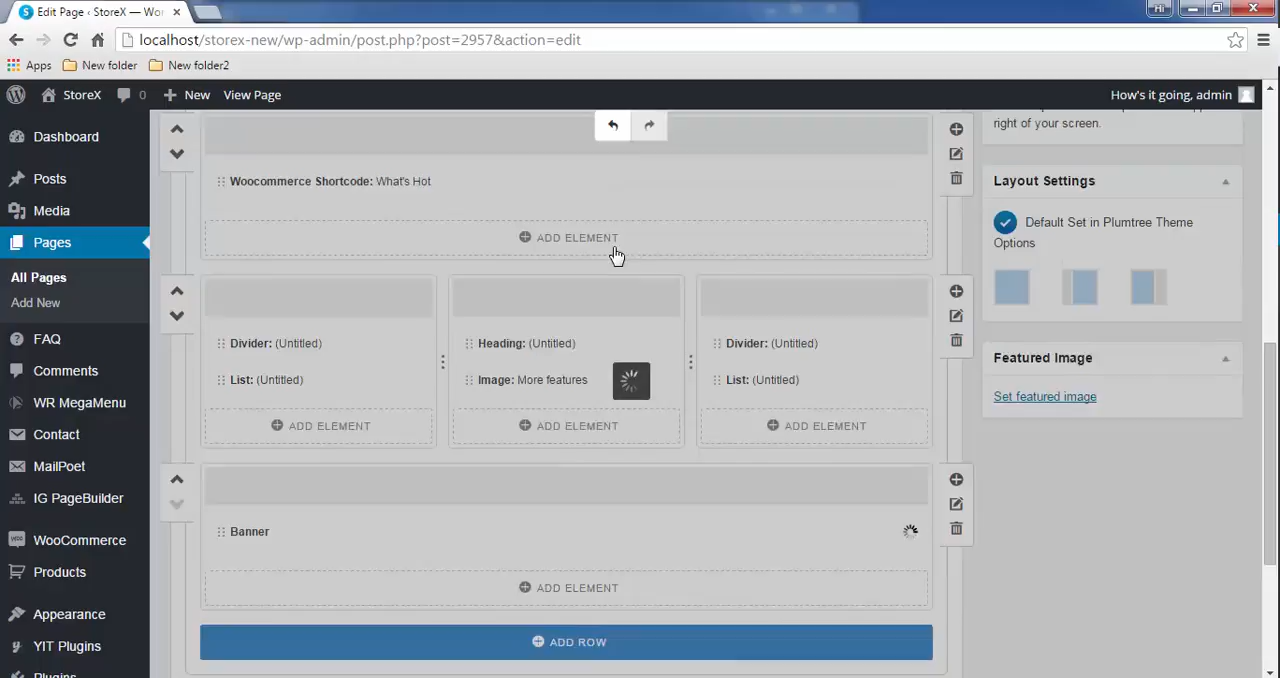 Edit Page ‹ StoreX — Wor
Hi
localhost/storex-new/wp-admin/post.php?post=2957&action=edit
Apps
New folder
New folder2
StoreX
0
New
View Page
How's it going, admin
Dashboard
Posts
Media
Pages
All Pages
Add New
FAQ
Comments
WR MegaMenu
Contact
MailPoet
IG PageBuilder
WooCommerce
Products
Appearance
YIT Plugins
Plugins
Woocommerce Shortcode: What's Hot
ADD ELEMENT
Divider: (Untitled)
List: (Untitled)
ADD ELEMENT
Heading: (Untitled)
Image: More features
ADD ELEMENT
Divider: (Untitled)
List: (Untitled)
ADD ELEMENT
Banner
ADD ELEMENT
ADD ROW
right of your screen.
Layout Settings
Default Set in Plumtree Theme
Options
Featured Image
Set featured image